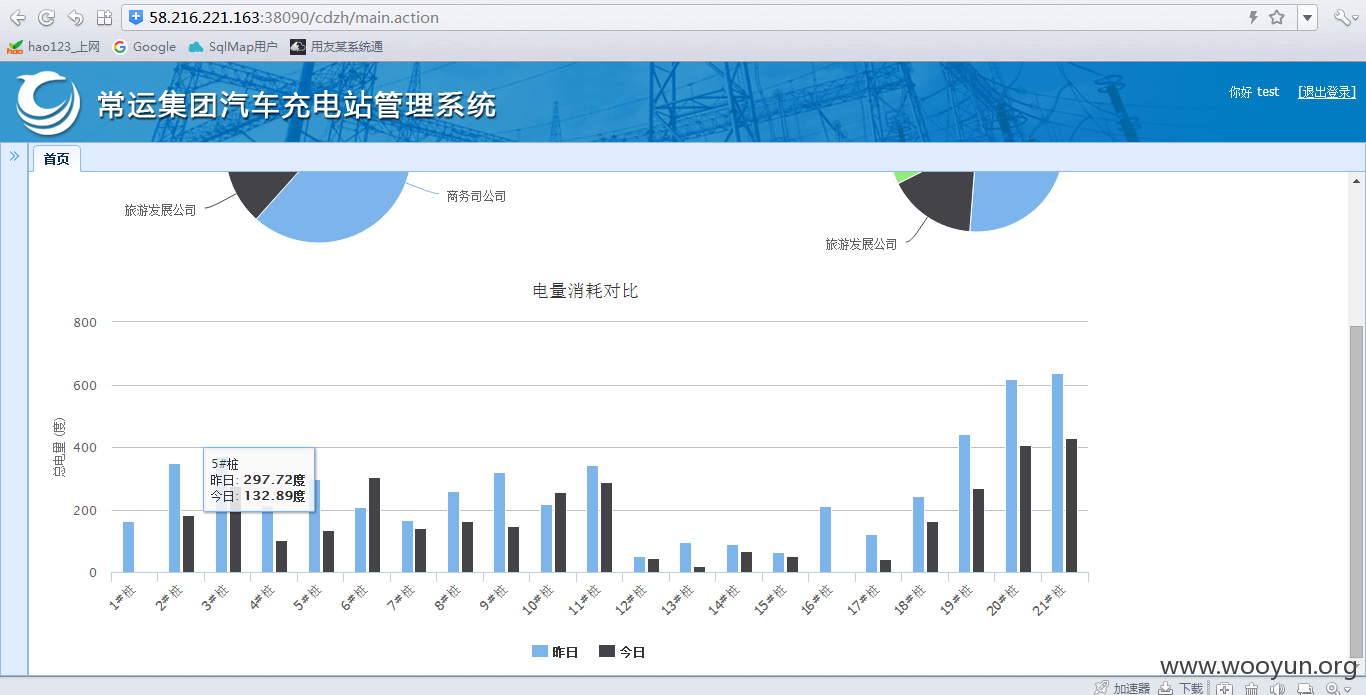 58.216.221.163:38090/cdzh/main.action
hao123_上网 Google SqlMap用户 用友某系统通
常运集团汽车充电站管理系统
你好 test [退出登录]
首页
旅游发展公司
商务司公司
旅游发展公司
电量消耗对比
总电量 (度)
800
600
400
200
0
5#桩
昨日: 297.72度
今日: 132.89度
1#桩 2#桩 3#桩 4#桩 5#桩 6#桩 7#桩 8#桩 9#桩 10#桩 11#桩 12#桩 13#桩 14#桩 15#桩 16#桩 17#桩 18#桩 19#桩 20#桩 21#桩
昨日 今日
www.wooyun.org
加速器 下载